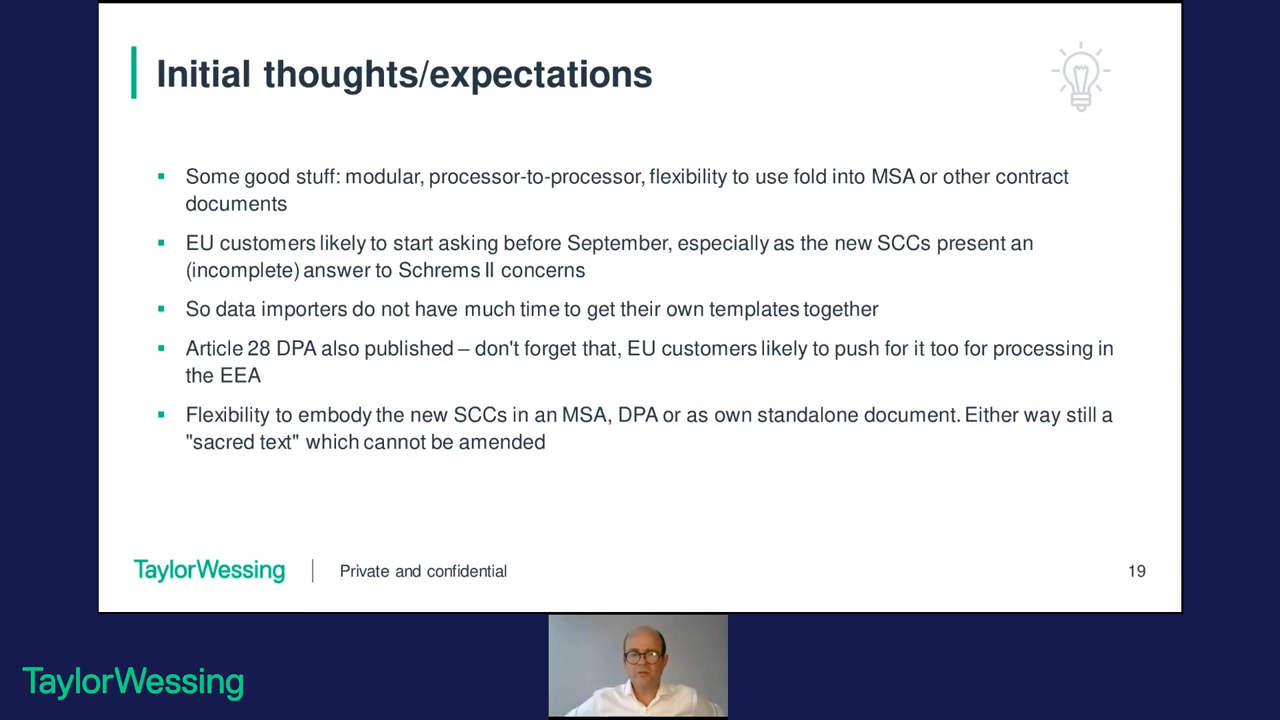 Initial thoughts/expectations
Some good stuff: modular, processor-to-processor, flexibility to use fold into MSA or other contract
documents
EU customers likely to start asking before September, especially as the new SCCs present an
(incomplete) answer to Schrems II concerns
So data importers do not have much time to get their own templates together
Article 28 DPA also published – don't forget that, EU customers likely to push for it too for processing in
the EEA
Flexibility to embody the new SCCs in an MSA, DPA or as own standalone document. Either way still a
"sacred text" which cannot be amended
TaylorWessing
Private and confidential
19
TaylorWessing